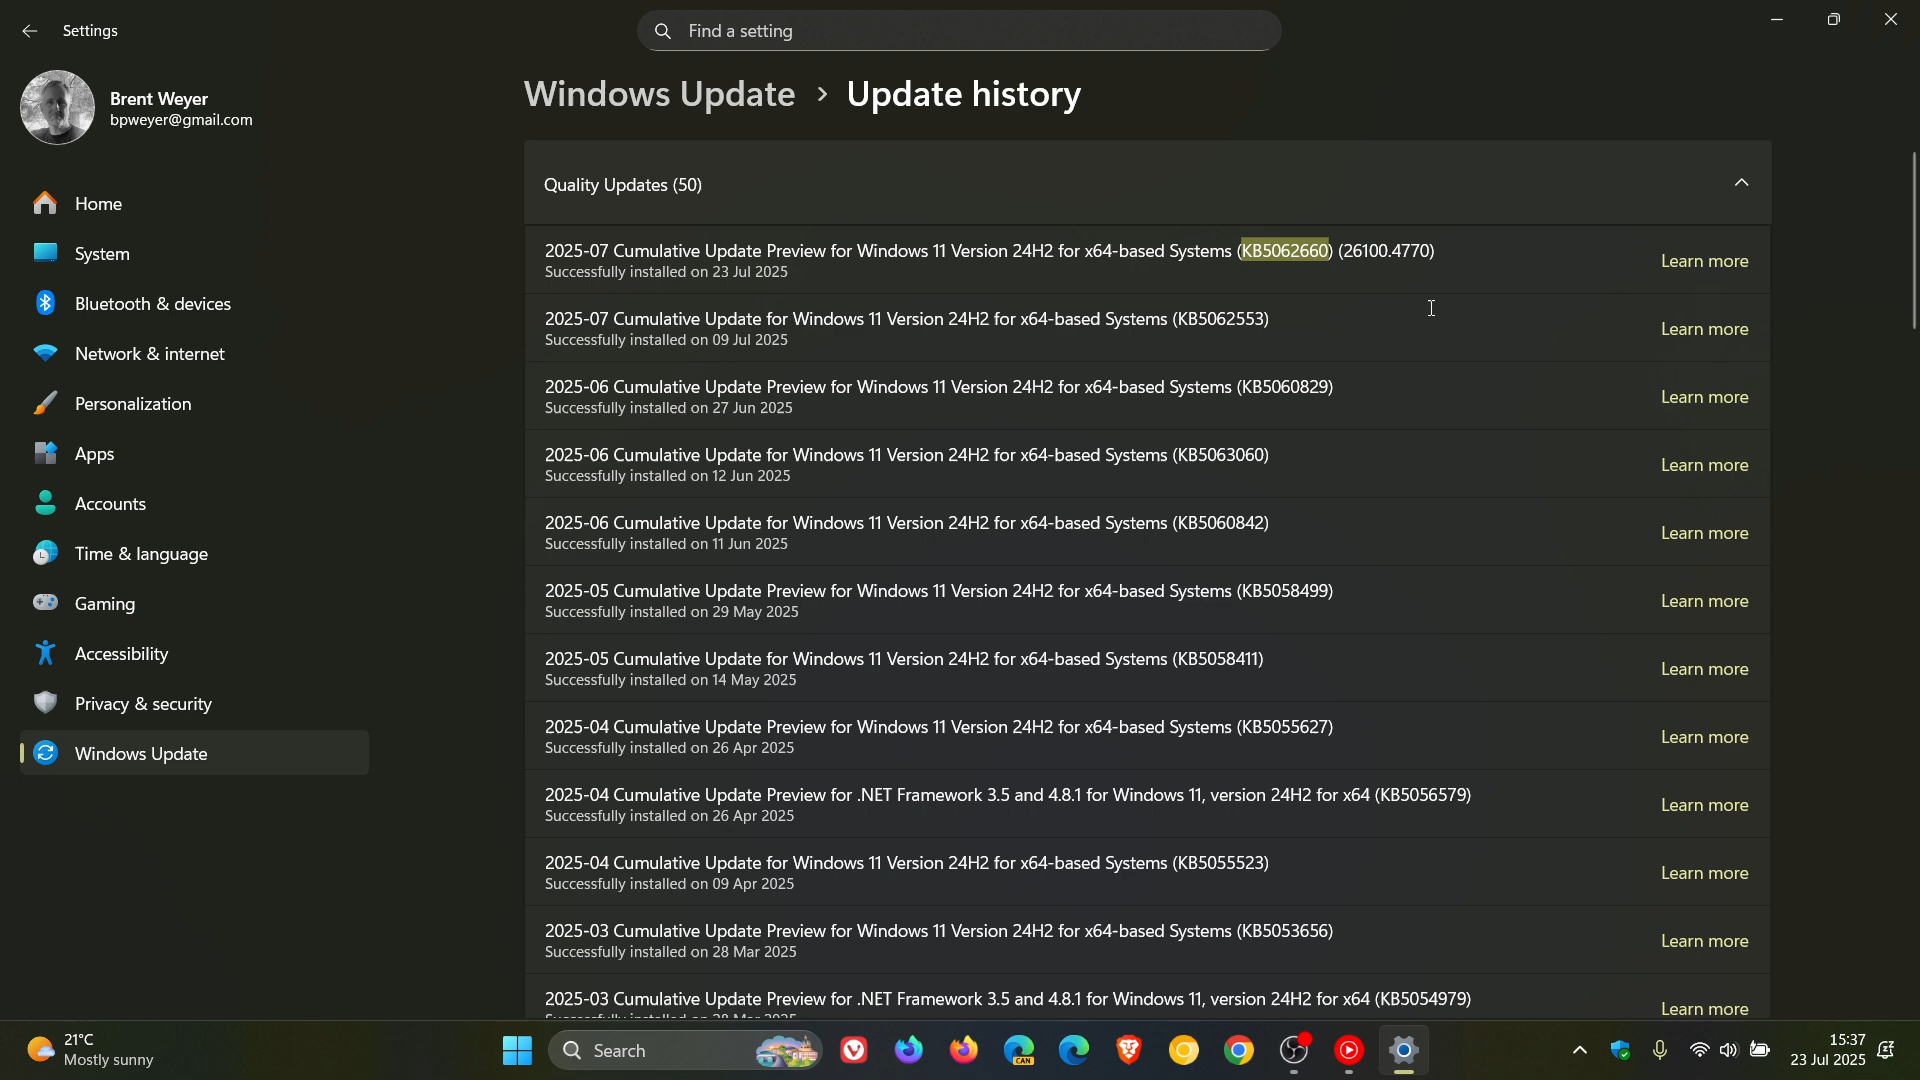 Settings
Find a setting
Brent Weyer
bpweyer@gmail.com
Home
System
Bluetooth & devices
Network & internet
Personalization
Apps
Accounts
Time & language
Gaming
Accessibility
Privacy & security
Windows Update
Windows Update > Update history
Quality Updates (50)
2025-07 Cumulative Update Preview for Windows 11 Version 24H2 for x64-based Systems (KB5062660) (26100.4770)
Successfully installed on 23 Jul 2025
Learn more
2025-07 Cumulative Update for Windows 11 Version 24H2 for x64-based Systems (KB5062553)
Successfully installed on 09 Jul 2025
Learn more
2025-06 Cumulative Update Preview for Windows 11 Version 24H2 for x64-based Systems (KB5060829)
Successfully installed on 27 Jun 2025
Learn more
2025-06 Cumulative Update for Windows 11 Version 24H2 for x64-based Systems (KB5063060)
Successfully installed on 12 Jun 2025
Learn more
2025-06 Cumulative Update for Windows 11 Version 24H2 for x64-based Systems (KB5060842)
Successfully installed on 11 Jun 2025
Learn more
2025-05 Cumulative Update Preview for Windows 11 Version 24H2 for x64-based Systems (KB5058499)
Successfully installed on 29 May 2025
Learn more
2025-05 Cumulative Update for Windows 11 Version 24H2 for x64-based Systems (KB5058411)
Successfully installed on 14 May 2025
Learn more
2025-04 Cumulative Update Preview for Windows 11 Version 24H2 for x64-based Systems (KB5055627)
Successfully installed on 26 Apr 2025
Learn more
2025-04 Cumulative Update Preview for .NET Framework 3.5 and 4.8.1 for Windows 11, version 24H2 for x64 (KB5056579)
Successfully installed on 26 Apr 2025
Learn more
2025-04 Cumulative Update for Windows 11 Version 24H2 for x64-based Systems (KB5055523)
Successfully installed on 09 Apr 2025
Learn more
2025-03 Cumulative Update Preview for Windows 11 Version 24H2 for x64-based Systems (KB5053656)
Successfully installed on 28 Mar 2025
Learn more
2025-03 Cumulative Update Preview for .NET Framework 3.5 and 4.8.1 for Windows 11, version 24H2 for x64 (KB5054979)
Successfully installed on 28 Mar 2025
Learn more
21°C
Mostly sunny
Search
CAN
15:37
23 Jul 2025